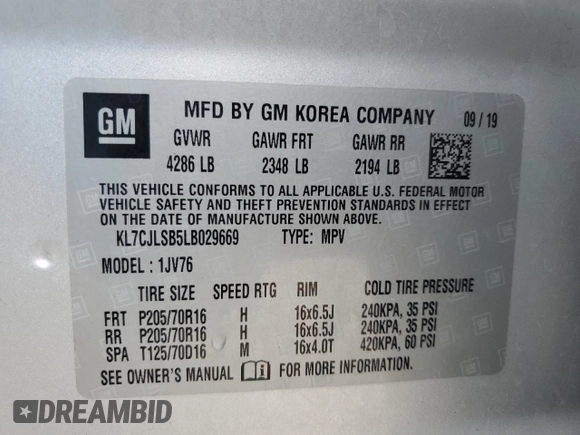 GM
MFD BY GM KOREA COMPANY 09 / 19
GVWR GAWR FRT GAWR RR
4286 LB 2348 LB 2194 LB
THIS VEHICLE CONFORMS TO ALL APPLICABLE U.S. FEDERAL MOTOR
VEHICLE SAFETY AND THEFT PREVENTION STANDARDS IN EFFECT
ON THE DATE OF MANUFACTURE SHOWN ABOVE.
KL7CJLSB5LB029669 TYPE: MPV
MODEL : 1JV76
TIRE SIZE SPEED RTG RIM COLD TIRE PRESSURE
FRT P205/70R16 H 16x6.5J 240KPA, 35 PSI
RR P205/70R16 H 16x6.5J 240KPA, 35 PSI
SPA T125/70D16 M 16x4.0T 420KPA, 60 PSI
SEE OWNER'S MANUAL i FOR MORE INFORMATION.
DREAMBID